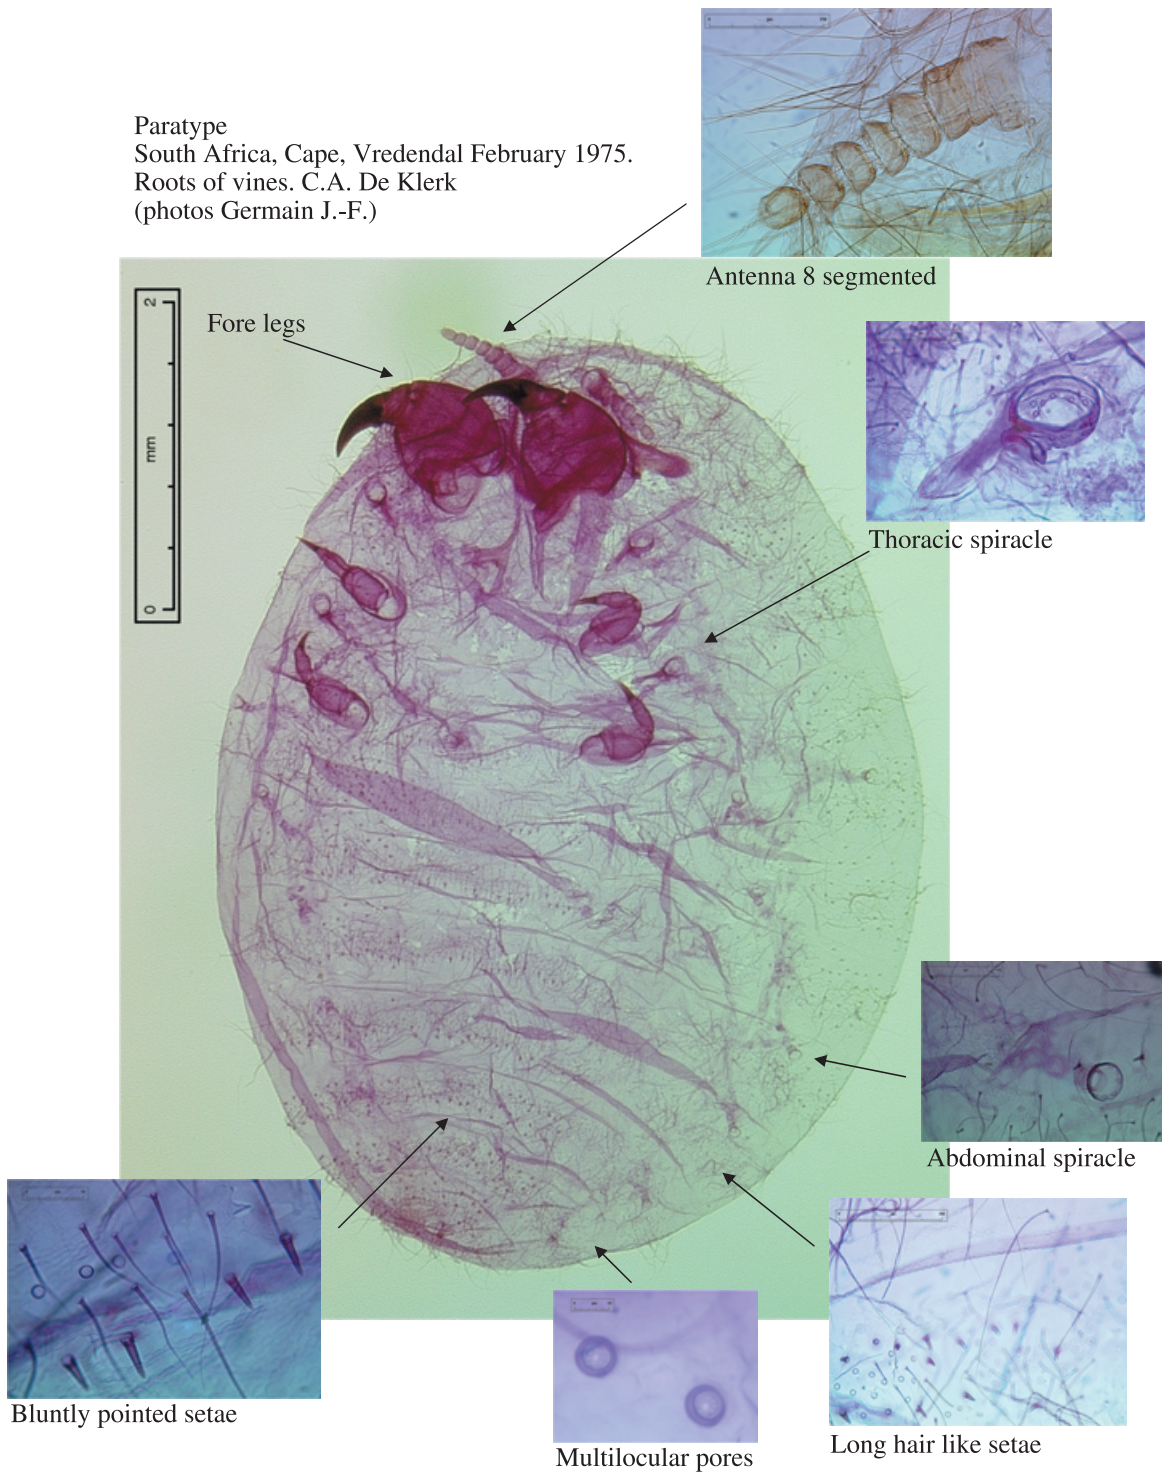 Paratype
South Africa, Cape, Vredendal February 1975.
Roots of vines. C.A. De Klerk
(photos Germain J.-F.)
Antenna 8 segmented
Fore legs
2
mm
0
Thoracic spiracle
Abdominal spiracle
Bluntly pointed setae
Multilocular pores
Long hair like setae